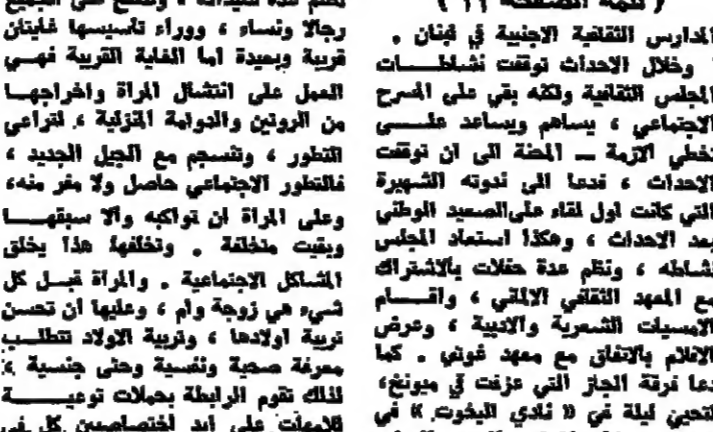 ( تتمة الصفحة ١١ )
المدارس الثقافية الاجنبية في لبنان .
وخلال الاحداث توقفت نشاطات
المجلس الثقافية ولكنه بقي على المسرح
الاجتماعي ، يساهم ويساعد على
تخطي الازمة ــ المحنة الى ان توقفت
الاحداث ، فدعا الى ندوته الشهيرة
التي كانت اول لقاء على الصعيد الوطني
بعد الاحداث ، وهكذا استعاد المجلس
نشاطه ، ونظم عدة حفلات بالاشتراك
مع المعهد الثقافي الالماني ، واقسام
الامسيات الشعرية والادبية ، وعرض
الافلام بالاتفاق مع معهد غوتي . كما
دعا فرقة الجاز التي عزفت في ميونخ،
لتحيي ليلة في « نادي اليخوت » في
رجالا ونساء ، ووراء تأسيسها غايتان
قريبة وبعيدة اما الغاية القريبة فهي
العمل على انتشال المراة واخراجها
من الروتين والدوامة المنزلية ، لتراعي
التطور ، وتنسجم مع الجيل الجديد ،
فالتطور الاجتماعي حاصل ولا مفر منه،
وعلى المراة ان تواكبه والا سبقها
وبقيت متخلفة . وتخلفها هذا يخلق
المشاكل الاجتماعية . والمراة قبل كل
شيء هي زوجة وام ، وعليها ان تحسن
تربية اولادها ، وتربية الاولاد تتطلب
معرفة صحية ونفسية وحتى جنسية ،
لذلك تقوم الرابطة بحملات توعية
للامهات على ايد اختصاصيين كل في